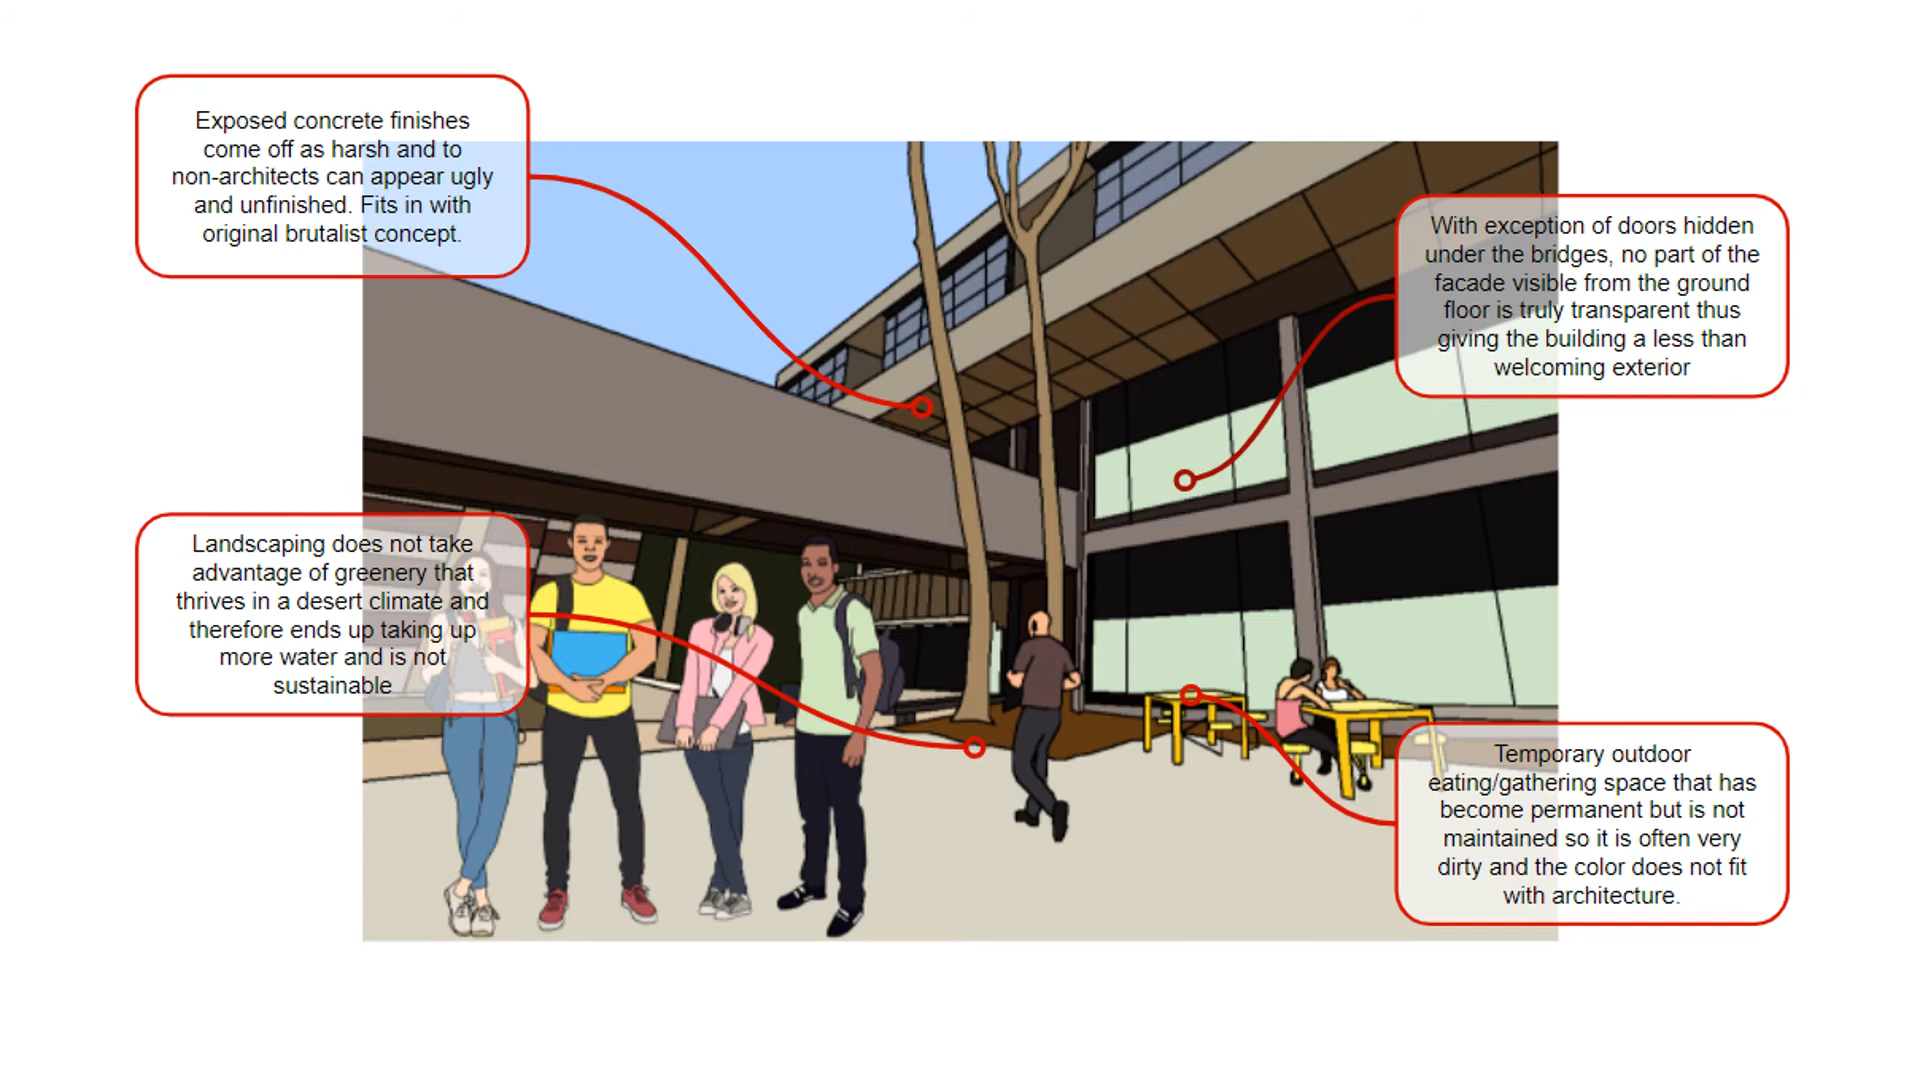 Exposed concrete finishes
come off as harsh and to
non-architects can appear ugly
and unfinished. Fits in with
original brutalist concept.
With exception of doors hidden
under the bridges, no part of the
facade visible from the ground
floor is truly transparent thus
giving the building a less than
welcoming exterior
Landscaping does not take
advantage of greenery that
thrives in a desert climate and
therefore ends up taking up
more water and is not
sustainable
Temporary outdoor
eating/gathering space that has
become permanent but is not
maintained so it is often very
dirty and the color does not fit
with architecture.